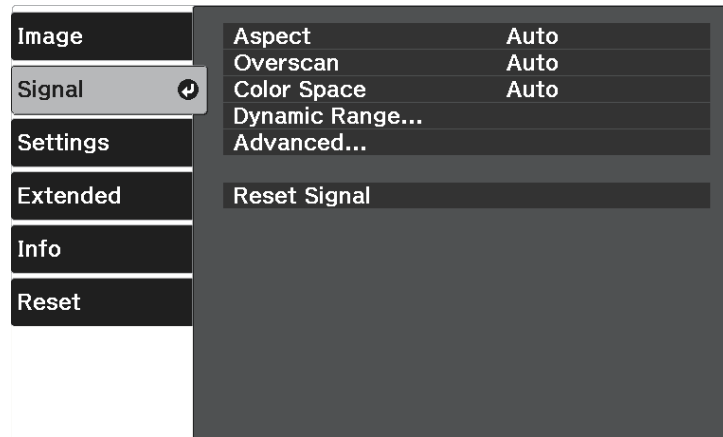 Image
Signal
Settings
Extended
Info
Reset
Aspect Auto
Overscan Auto
Color Space Auto
Dynamic Range...
Advanced...
Reset Signal